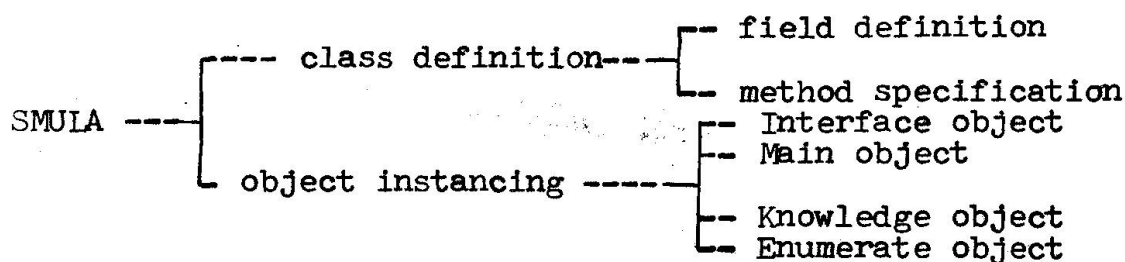 field definition
class definition
method specification
SMULA
Interface object
Main object
object instancing
Knowledge object
Enumerate object